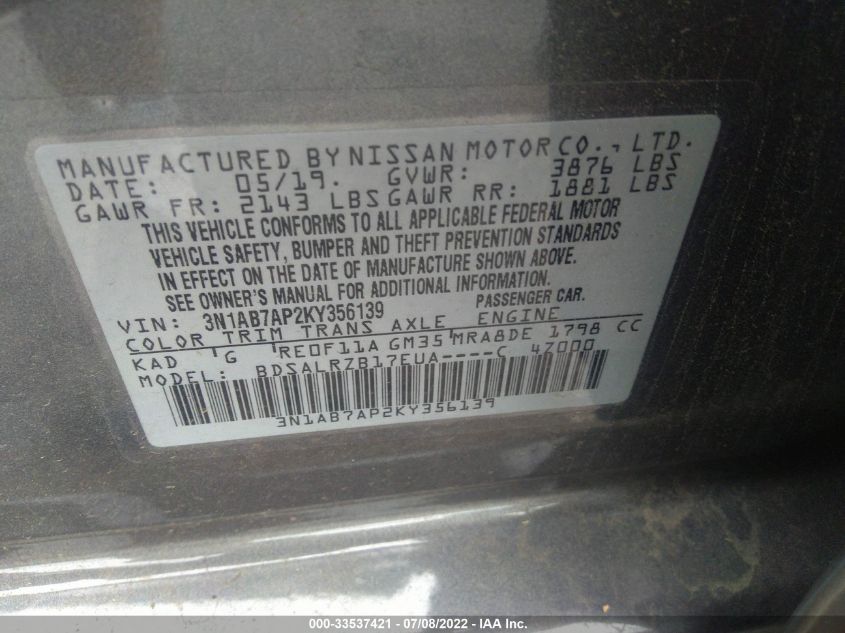 MANUFACTURED BY NISSAN MOTOR CO., LTD.
DATE: 05/19. GVWR: 3876 LBS
GAWR FR: 2143 LBS GAWR RR: 1881 LBS
THIS VEHICLE CONFORMS TO ALL APPLICABLE FEDERAL MOTOR
VEHICLE SAFETY, BUMPER AND THEFT PREVENTION STANDARDS
IN EFFECT ON THE DATE OF MANUFACTURE SHOWN ABOVE.
SEE OWNER'S MANUAL FOR ADDITIONAL INFORMATION.
VIN: 3N1AB7AP2KY356139 PASSENGER CAR.
COLOR TRIM TRANS AXLE ENGINE
KAD G RE0F11A GM35 MRA8DE 1798 CC
MODEL: BDSALRZB17EUA----C 47000
3N1AB7AP2KY356139
000-33537421 - 07/08/2022 - IAA Inc.